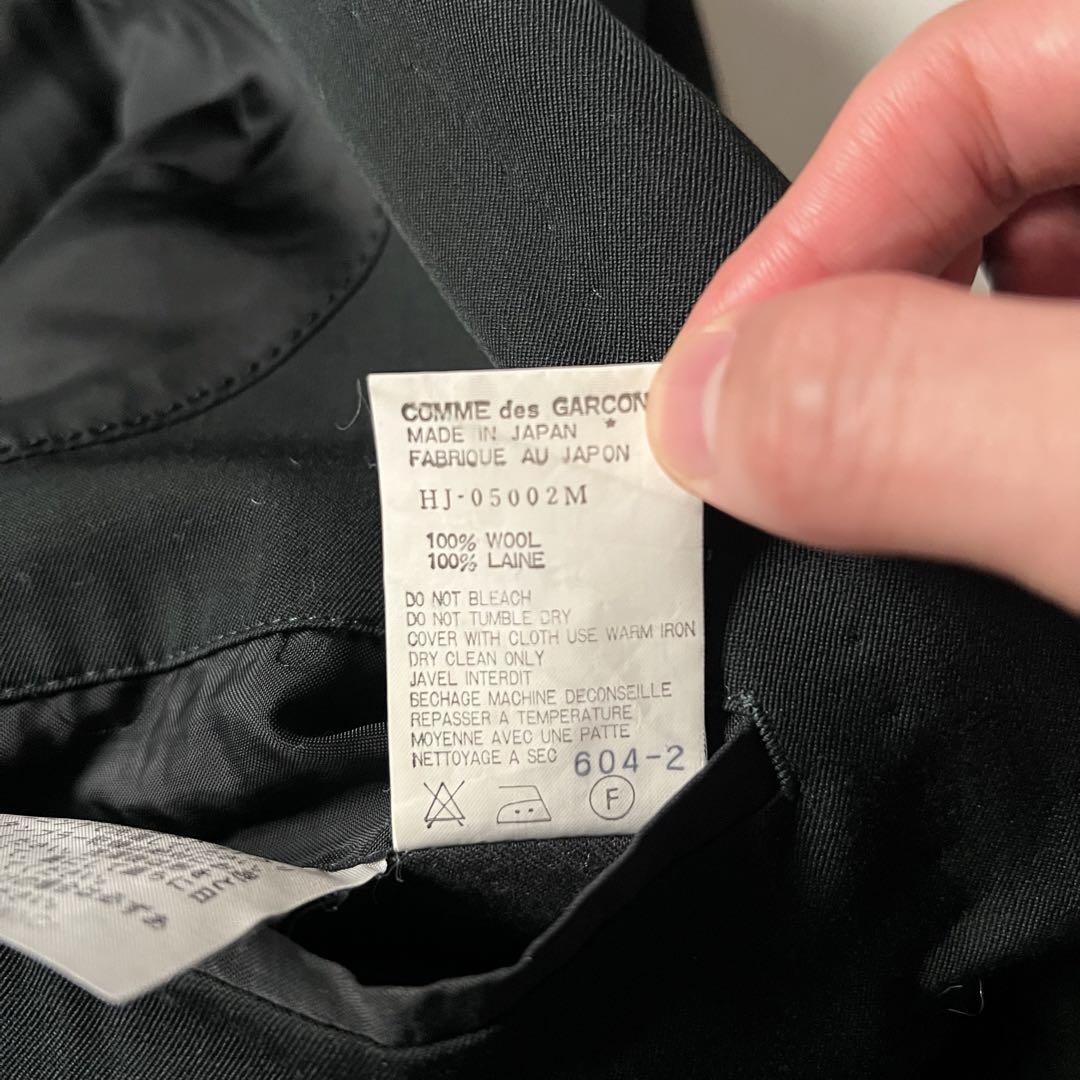 COMME des GARCON
MADE IN JAPAN *
FABRIQUE AU JAPON
HJ-05002M
100% WOOL
100% LAINE
DO NOT BLEACH
DO NOT TUMBLE DRY
COVER WITH CLOTH USE WARM IRON
DRY CLEAN ONLY
JAVEL INTERDIT
SECHAGE MACHINE DECONSEILLE
REPASSER A TEMPERATURE
MOYENNE AVEC UNE PATTE
NETTOYAGE A SEC 604-2
F